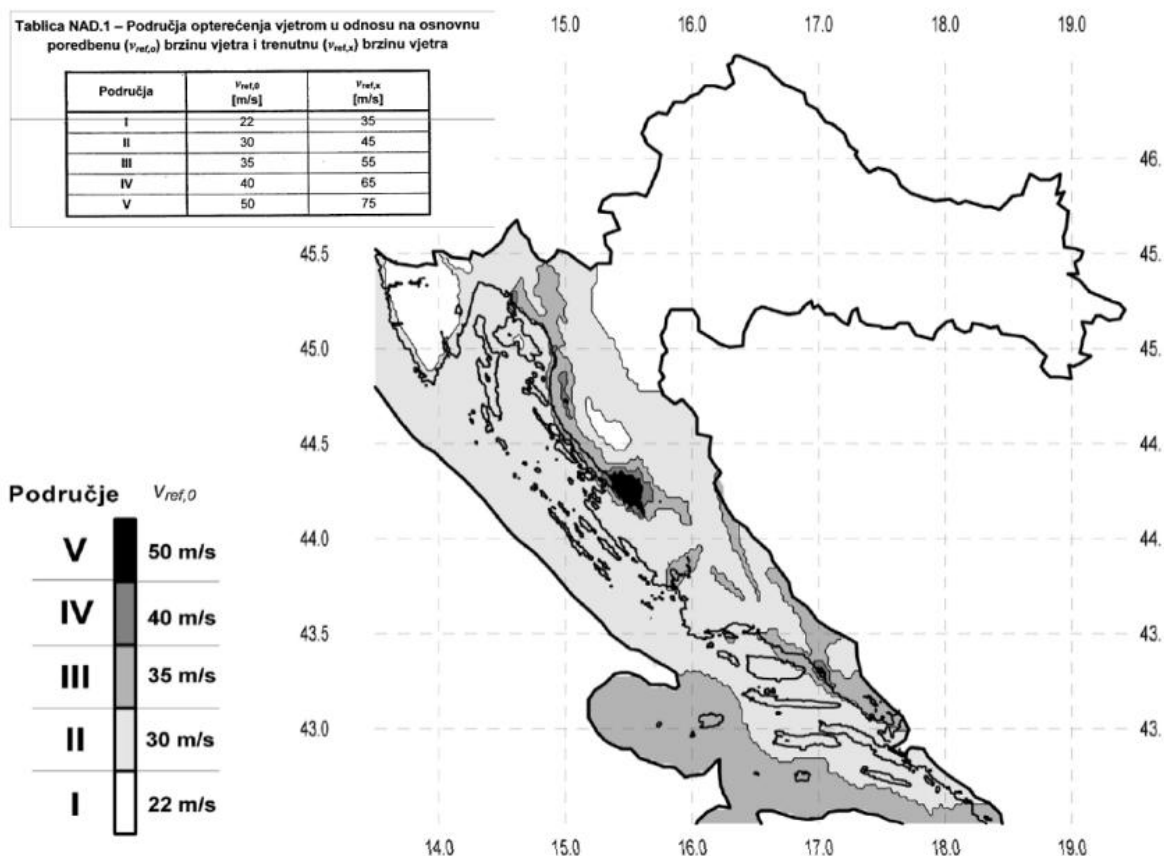 Tablica NAD.1 – Područja opterećenja vjetrom u odnosu na osnovnu
poredbenu (vref,o) brzinu vjetra i trenutnu (vref,x) brzinu vjetra
Područja vref,0 [m/s] vref,x [m/s]
I 22 35
II 30 45
III 35 55
IV 40 65
V 50 75
15.0 16.0 17.0 18.0 19.0
46.
45.5 45.
45.0 45.
44.5 44.
44.0 44.
43.5 43.
43.0 43.
14.0 15.0 16.0 17.0 18.0 19.0
Područje Vref,0
V 50 m/s
IV 40 m/s
III 35 m/s
II 30 m/s
I 22 m/s